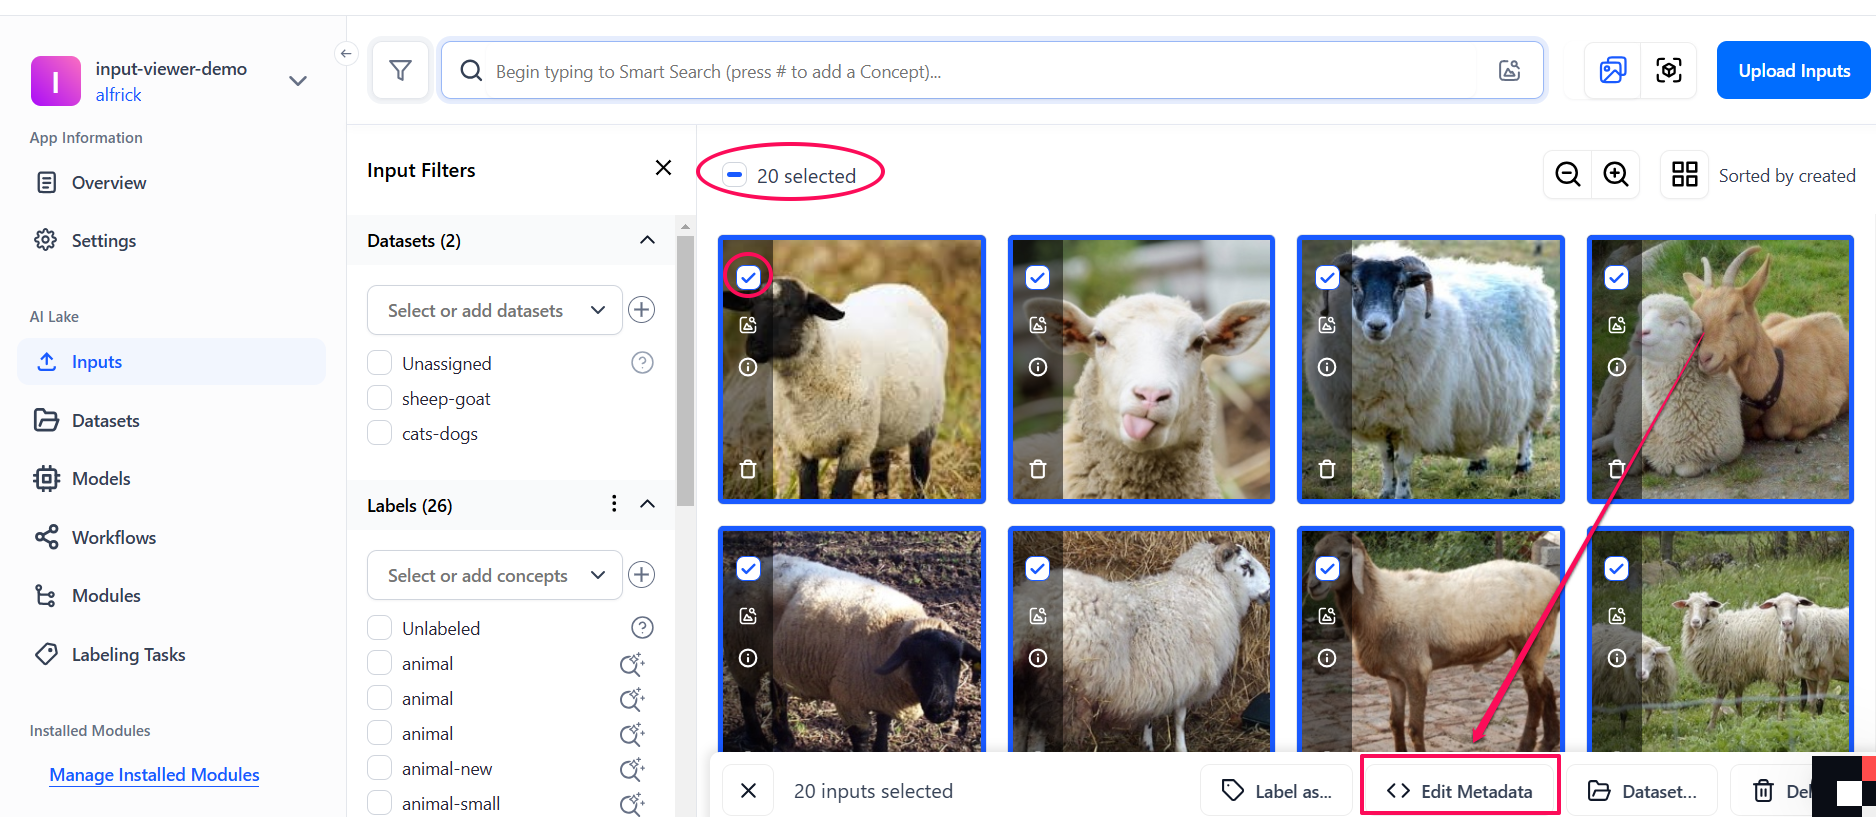 I
input-viewer-demo
alfrick
App Information
Overview
Settings
AI Lake
Inputs
Datasets
Models
Workflows
Modules
Labeling Tasks
Installed Modules
Manage Installed Modules
Begin typing to Smart Search (press # to add a Concept)...
Upload Inputs
Input Filters
Datasets (2)
Select or add datasets
Unassigned
sheep-goat
cats-dogs
Labels (26)
Select or add concepts
Unlabeled
animal
animal
animal
animal-new
animal-small
20 selected
Sorted by created
20 inputs selected
Label as...
Edit Metadata
Dataset...